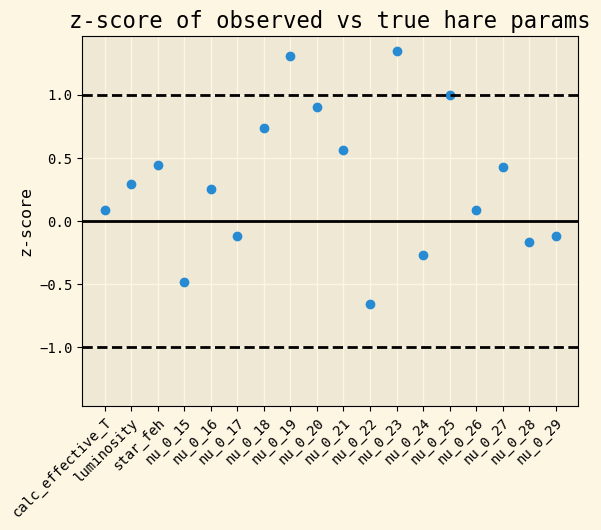 z-score of observed vs true hare params
z-score
1.0
0.5
0.0
−0.5
−1.0
calc_effective_T
luminosity
star_feh
nu_0_15
nu_0_16
nu_0_17
nu_0_18
nu_0_19
nu_0_20
nu_0_21
nu_0_22
nu_0_23
nu_0_24
nu_0_25
nu_0_26
nu_0_27
nu_0_28
nu_0_29